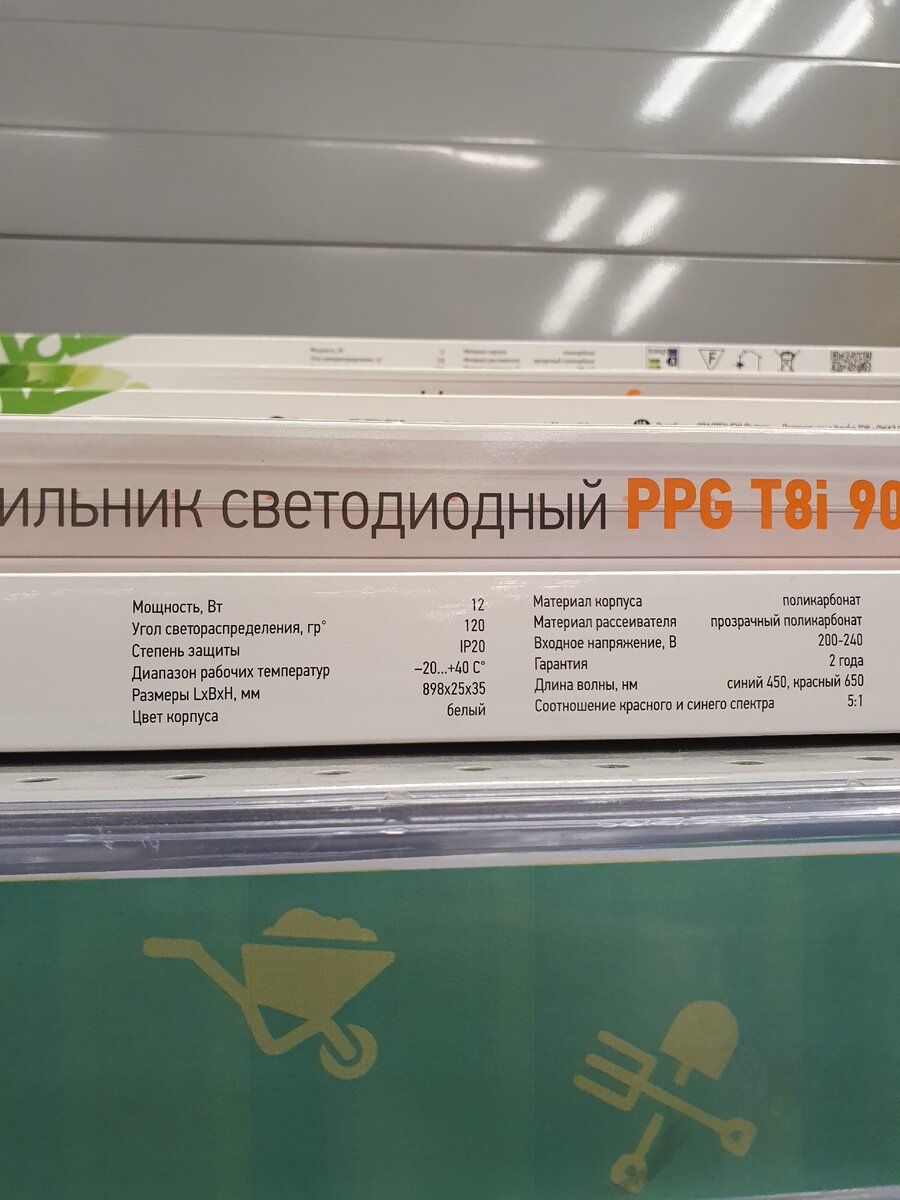 Мощность, Вт
ильник светодиодный PPG T8i 90
Мощность, Вт 12
Угол светораспределения, гр° 120
Степень защиты IP20
Диапазон рабочих температур –20...+40 С°
Размеры LxBxH, мм 898x25x35
Цвет корпуса белый
Материал корпуса поликарбонат
Материал рассеивателя прозрачный поликарбонат
Входное напряжение, В 200-240
Гарантия 2 года
Длина волны, нм синий 450, красный 650
Соотношение красного и синего спектра 5:1